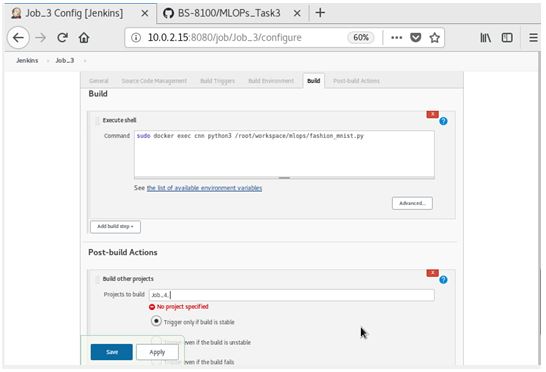 Job_3 Config [Jenkins]
BS-8100/MLOPs_Task3
10.0.2.15:8080/job/Job_3/configure
60%
Jenkins
Job_3
General
Source Code Management
Build Triggers
Build Environment
Build
Post-build Actions
Build
Execute shell
X
Command
sudo docker exec cnn python3 /root/workspace/mlops/fashion_mnist.py
See the list of available environment variables
Advanced...
Add build step
Post-build Actions
Build other projects
X
Projects to build
Job_4,
No project specified
Trigger only if build is stable
even if the build is unstable
even if the build fails
Save
Apply